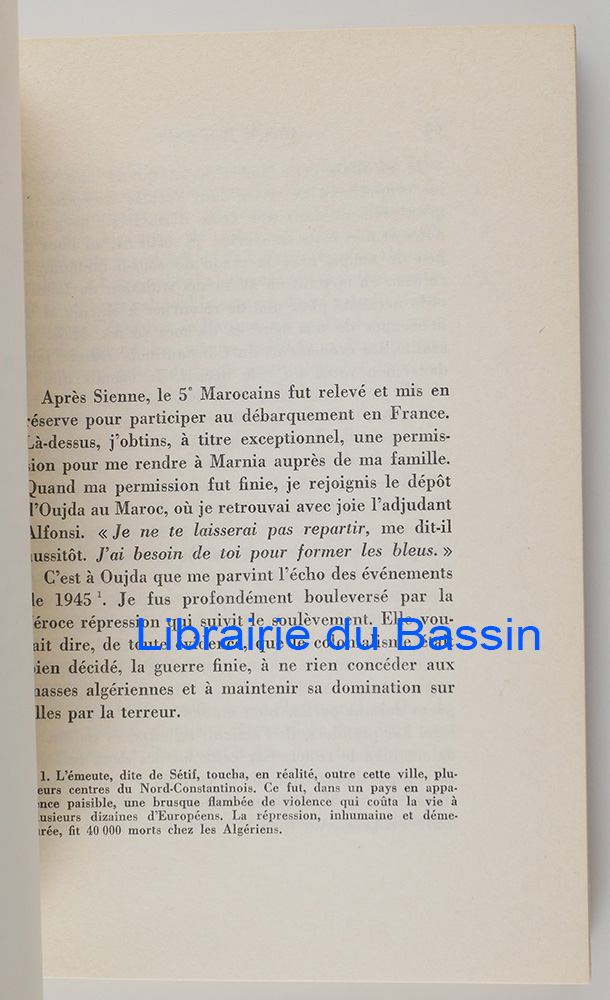 Après Sienne, le 5e Marocains fut relevé et mis en
réserve pour participer au débarquement en France.
Là-dessus, j'obtins, à titre exceptionnel, une permis-
sion pour me rendre à Marnia auprès de ma famille.
Quand ma permission fut finie, je rejoignis le dépôt
d'Oujda au Maroc, où je retrouvai avec joie l'adjudant
Alfonsi. « Je ne te laisserai pas repartir, me dit-il
aussitôt. J'ai besoin de toi pour former les bleus. »
C'est à Oujda que me parvint l'écho des événements
de 1945 1. Je fus profondément bouleversé par la
féroce répression qui suivit le soulèvement. Elle vou-
lait dire, de toute évidence, que le colonialisme était
bien décidé, la guerre finie, à ne rien concéder aux
masses algériennes et à maintenir sa domination sur
elles par la terreur.
Librairie du Bassin
1. L'émeute, dite de Sétif, toucha, en réalité, outre cette ville, plu-
sieurs centres du Nord-Constantinois. Ce fut, dans un pays en appa-
rence paisible, une brusque flambée de violence qui coûta la vie à
plusieurs dizaines d'Européens. La répression, inhumaine et déme-
surée, fit 40 000 morts chez les Algériens.